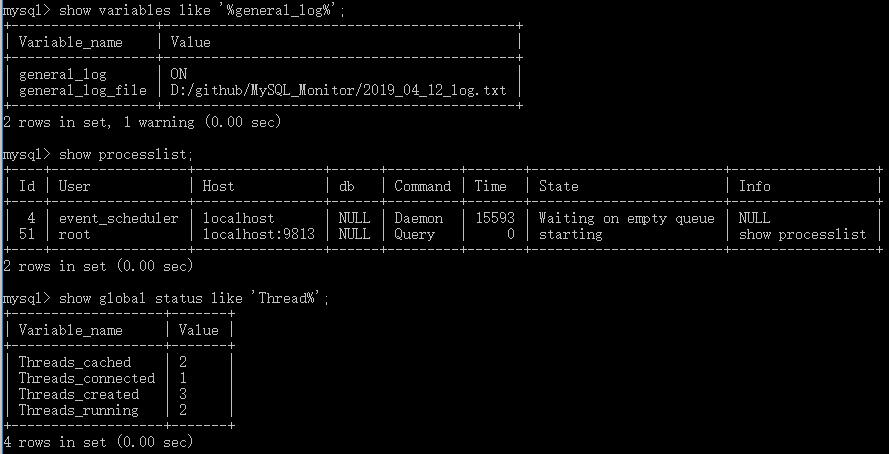 mysql> show variables like '%general_log%';
+------------------+------------------------------------------+
| Variable_name    | Value                                    |
+------------------+------------------------------------------+
| general_log      | ON                                       |
| general_log_file | D:/github/MySQL_Monitor/2019_04_12_log.txt |
+------------------+------------------------------------------+
2 rows in set, 1 warning (0.00 sec)
mysql> show processlist;
+----+-----------------+----------------+------+---------+-------+------------------------+------------------+
| Id | User            | Host           | db   | Command | Time  | State                  | Info             |
+----+-----------------+----------------+------+---------+-------+------------------------+------------------+
|  4 | event_scheduler | localhost      | NULL | Daemon  | 15593 | Waiting on empty queue | NULL             |
| 51 | root            | localhost:9813 | NULL | Query   |     0 | starting               | show processlist |
+----+-----------------+----------------+------+---------+-------+------------------------+------------------+
2 rows in set (0.00 sec)
mysql> show global status like 'Thread%';
+-------------------+-------+
| Variable_name     | Value |
+-------------------+-------+
| Threads_cached    | 2     |
| Threads_connected | 1     |
| Threads_created   | 3     |
| Threads_running   | 2     |
+-------------------+-------+
4 rows in set (0.00 sec)